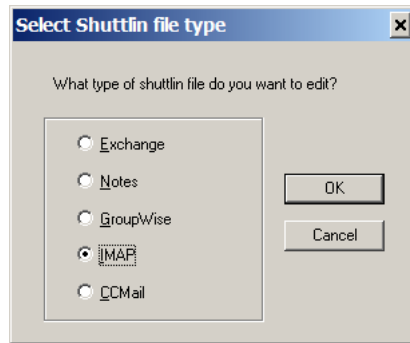 Select Shuttlin file type
What type of shuttlin file do you want to edit?
Exchange
Notes
GroupWise
IMAP
CCMail
OK
Cancel